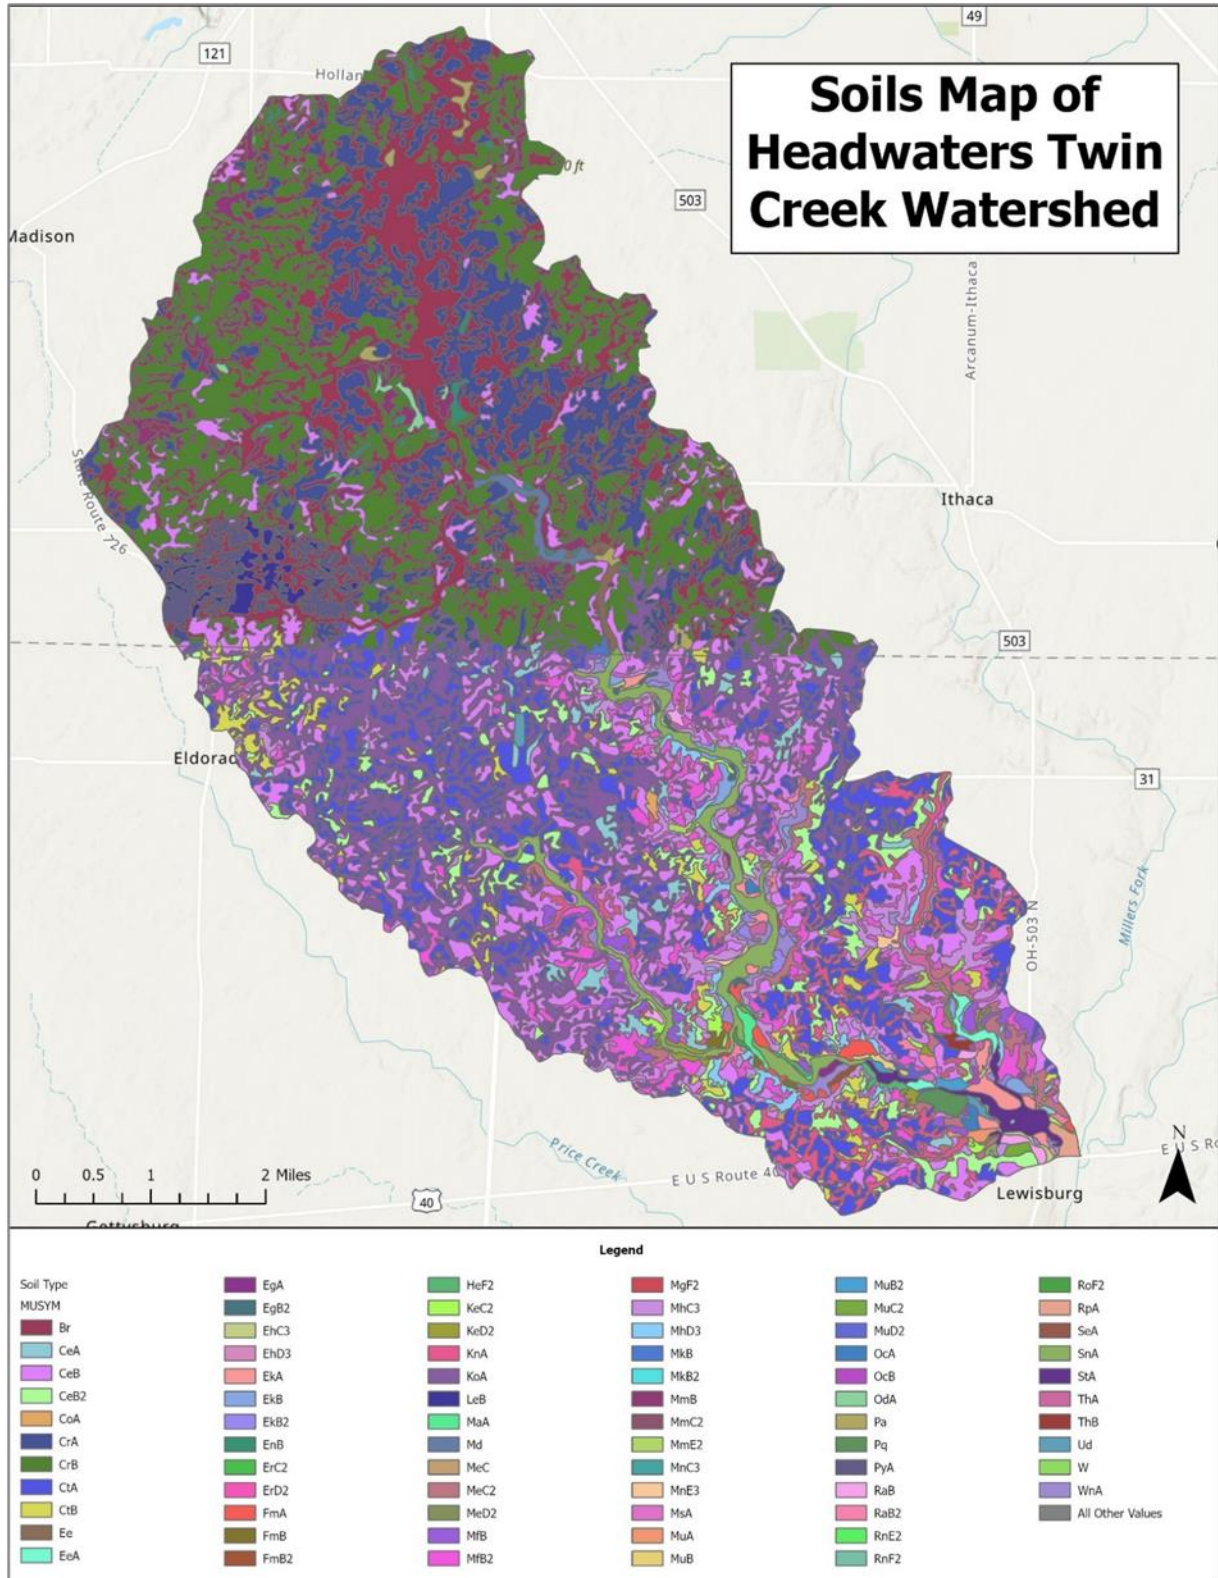 49
121
Hollan
Soils Map of
Headwaters Twin
Creek Watershed
0 ft
503
Madison
Arcanum-Ithaca
State Route 726
Ithaca
503
Eldorad
31
Millers Fork
OH-503 N
Price Creek
N
0 0.5 1 2 Miles
E U S Route 40
E U S Ro
40
Lewisburg
Gettysburg
Legend
Soil Type
MUSYM
Br
CeA
CeB
CeB2
CoA
CrA
CrB
CtA
CtB
Ee
EeA
EgA
EgB2
EhC3
EhD3
EkA
EkB
EkB2
EnB
ErC2
ErD2
FmA
FmB
FmB2
HeF2
KeC2
KeD2
KnA
KoA
LeB
MaA
Md
MeC
MeC2
MeD2
MfB
MfB2
MgF2
MhC3
MhD3
MkB
MkB2
MmB
MmC2
MmE2
MnC3
MnE3
MsA
MuA
MuB
MuB2
MuC2
MuD2
OcA
OcB
OdA
Pa
Pq
PyA
RaB
RaB2
RnE2
RnF2
RoF2
RpA
SeA
SnA
StA
ThA
ThB
Ud
W
WnA
All Other Values